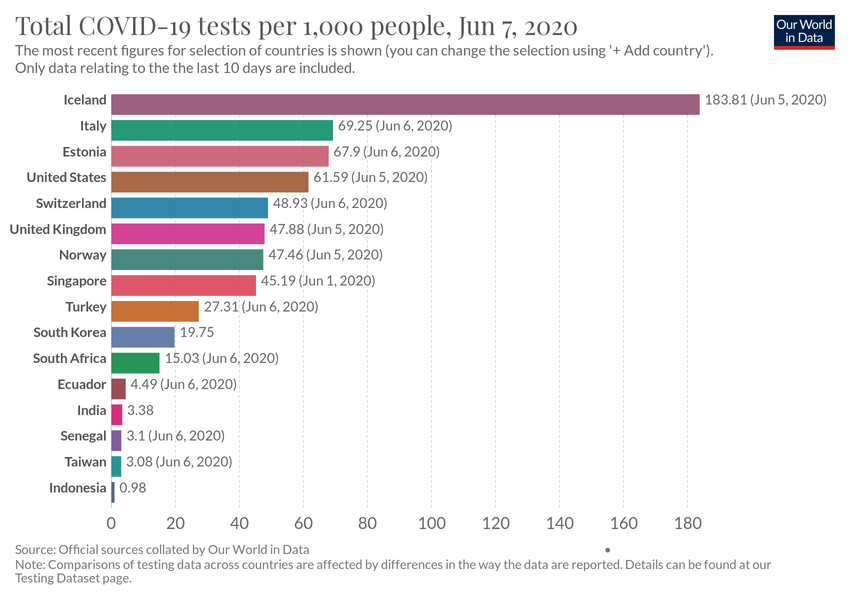 Total COVID-19 tests per 1,000 people, Jun 7, 2020
Our World
in Data
The most recent figures for selection of countries is shown (you can change the selection using '+ Add country').
Only data relating to the the last 10 days are included.
Iceland 183.81 (Jun 5, 2020)
Italy 69.25 (Jun 6, 2020)
Estonia 67.9 (Jun 6, 2020)
United States 61.59 (Jun 5, 2020)
Switzerland 48.93 (Jun 6, 2020)
United Kingdom 47.88 (Jun 5, 2020)
Norway 47.46 (Jun 5, 2020)
Singapore 45.19 (Jun 1, 2020)
Turkey 27.31 (Jun 6, 2020)
South Korea 19.75
South Africa 15.03 (Jun 6, 2020)
Ecuador 4.49 (Jun 6, 2020)
India 3.38
Senegal 3.1 (Jun 6, 2020)
Taiwan 3.08 (Jun 6, 2020)
Indonesia 0.98
0 20 40 60 80 100 120 140 160 180
Source: Official sources collated by Our World in Data
Note: Comparisons of testing data across countries are affected by differences in the way the data are reported. Details can be found at our
Testing Dataset page.